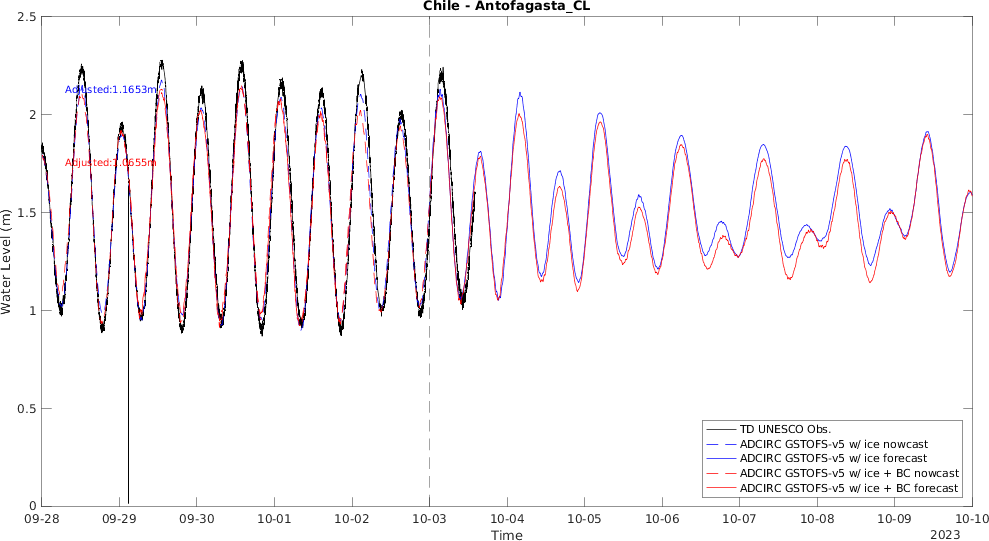 Chile - Antofagasta_CL
2.5
2
1.5
1
0.5
0
Water Level (m)
Adjusted:1.1653m
Adjusted:1.0655m
TD UNESCO Obs.
ADCIRC GSTOFS-v5 w/ ice nowcast
ADCIRC GSTOFS-v5 w/ ice forecast
ADCIRC GSTOFS-v5 w/ ice + BC nowcast
ADCIRC GSTOFS-v5 w/ ice + BC forecast
09-28 09-29 09-30 10-01 10-02 10-03 10-04 10-05 10-06 10-07 10-08 10-09 10-10
Time
2023